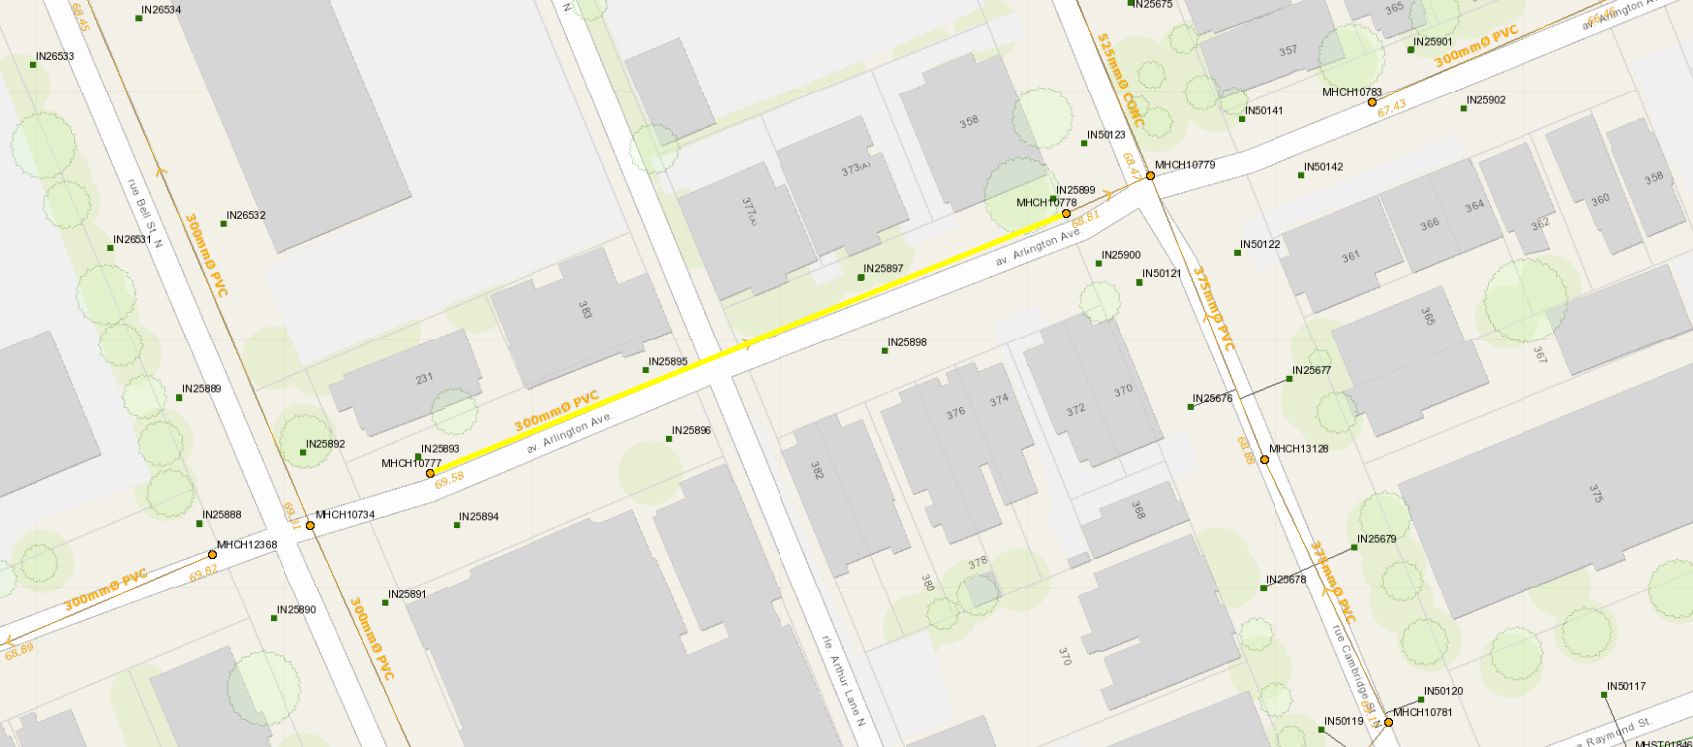 IN26534
68.45
N
IN25675
365
66.46
av. Arlington A
IN26533
525mmØ CONC
357
IN25901
300mmØ PVC
MHCH10783
67.43
IN25902
IN50141
358
IN50123
373(A)
68.47
MHCH10779
IN50142
rue Bell St. N
IN25899
MHCH10778
68.81
377(A)
366
364
360
358
362
IN26532
IN26531
300mmØ PVC
av. Arlington Ave.
IN25900
IN50122
361
IN25897
IN50121
375mmØ PVC
383
365
IN25898
367
231
IN25895
IN25677
IN25889
300mmØ PVC
av. Arlington Ave.
376
374
372
370
IN25676
IN25896
IN25892
IN25893
MHCH10777
69.58
382
68.88
MHCH13128
375
IN25888
69.31
MHCH10734
IN25894
368
MHCH12368
69.82
300mmØ PVC
IN25679
378
380
375mmØ PVC
IN25678
IN25891
IN25890
300mmØ PVC
68.89
370
rle. Arthur Lane N
rue Cambridge St. N
IN50120
IN50117
MHCH10781
IN50119
Raymond St.
MHST01846